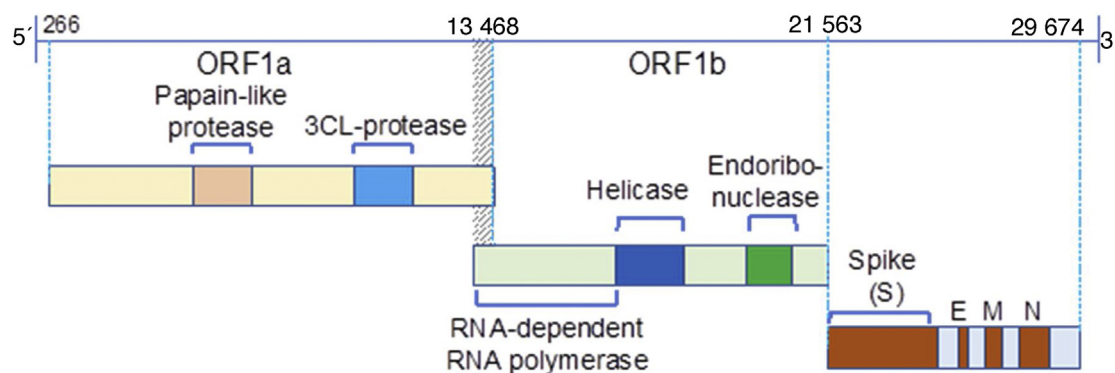 5´ 266 13 468 21 563 29 674 3
ORF1a ORF1b
Papain-like
protease
3CL-protease
Helicase
Endoribo-
nuclease
RNA-dependent
RNA polymerase
Spike
(S)
E M N